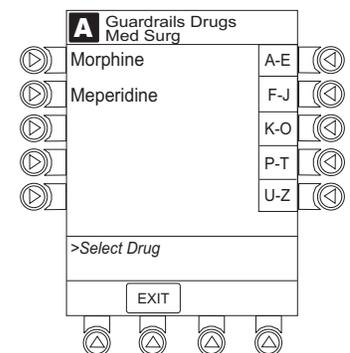 A Guardrails Drugs
Med Surg
Morphine
A-E
Meperidine
F-J
K-O
P-T
U-Z
>Select Drug
EXIT